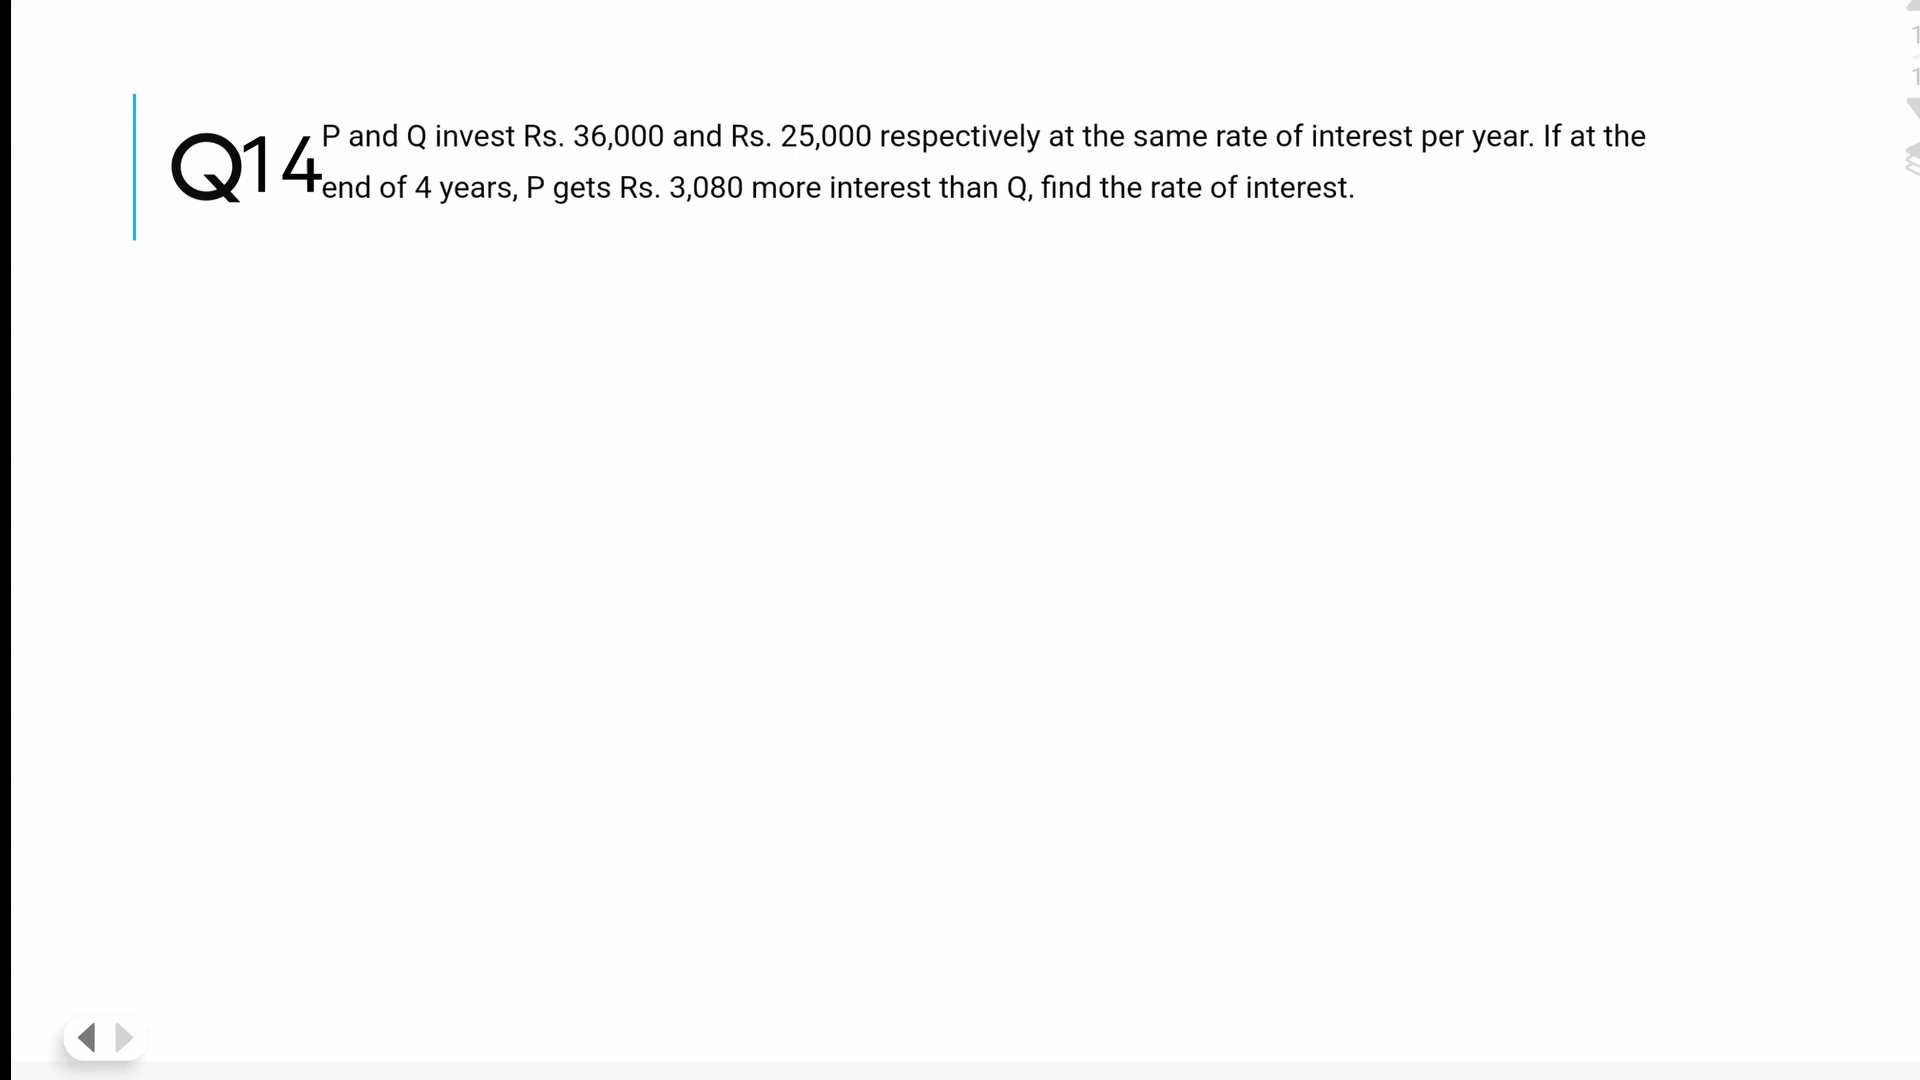 Q14
P and Q invest Rs. 36,000 and Rs. 25,000 respectively at the same rate of interest per year. If at the
end of 4 years, P gets Rs. 3,080 more interest than Q, find the rate of interest.
1
1